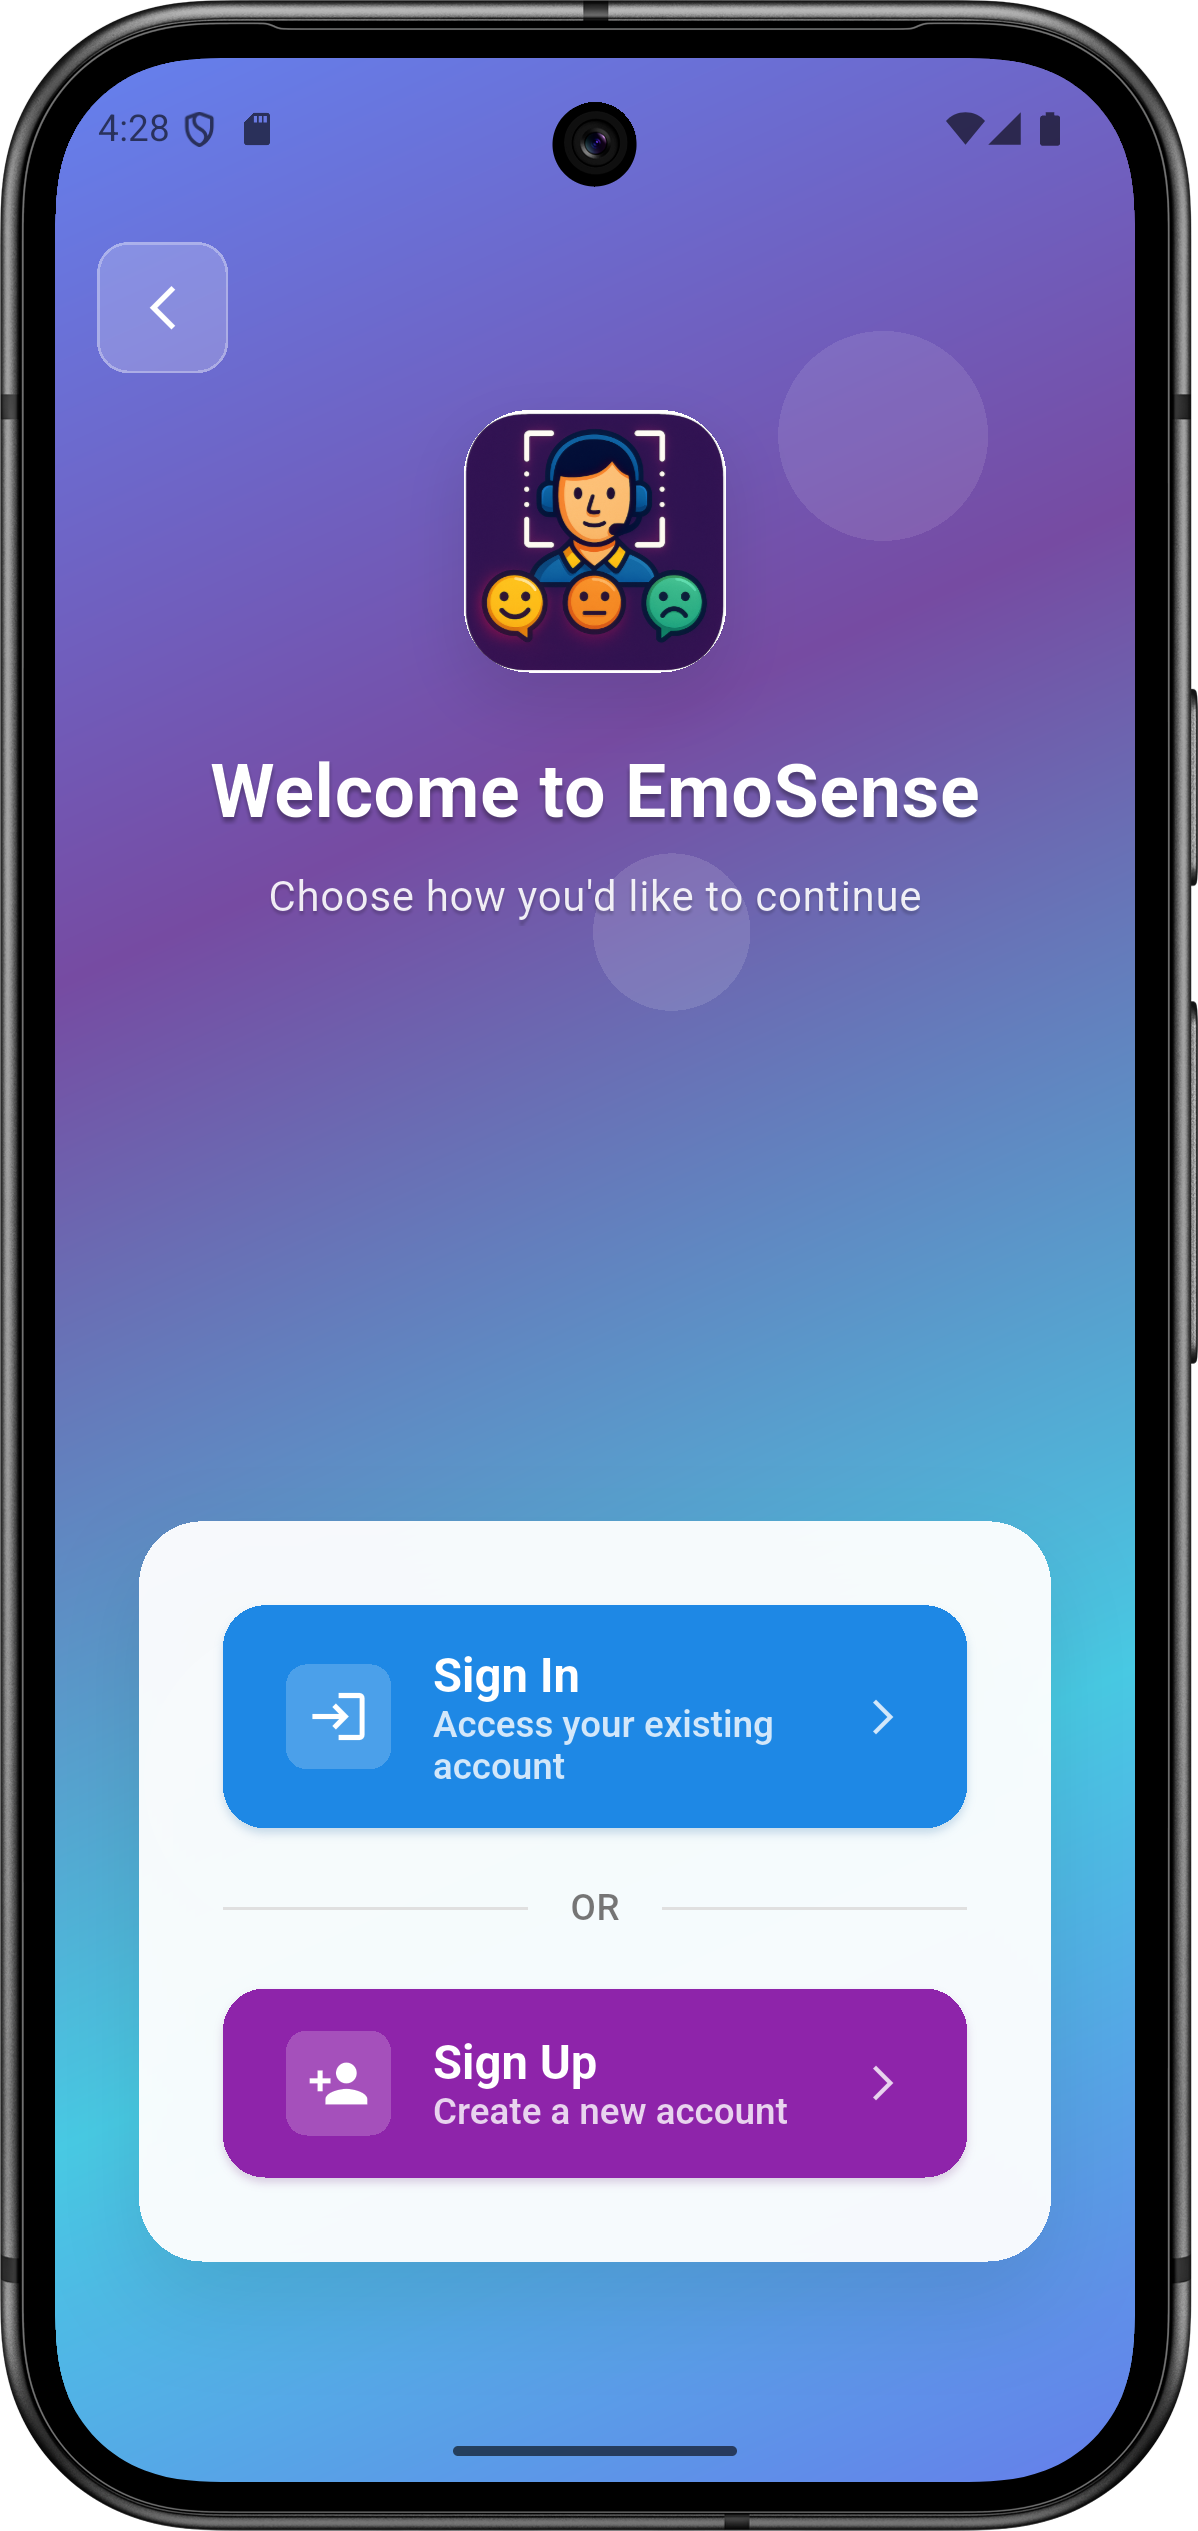 4:28
Welcome to EmoSense
Choose how you'd like to continue
Sign In
Access your existing
account
OR
Sign Up
Create a new account